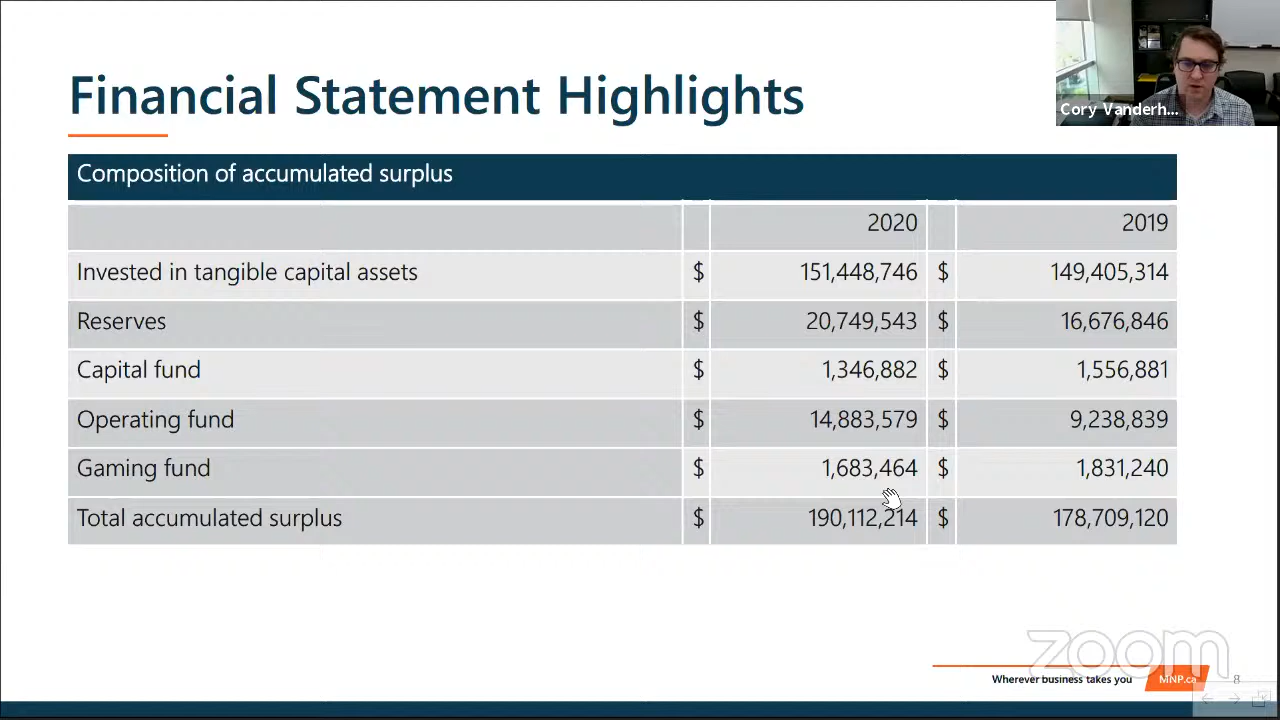 Financial Statement Highlights
Cory Vanderh...
Composition of accumulated surplus
2020 2019
Invested in tangible capital assets $ 151,448,746 $ 149,405,314
Reserves $ 20,749,543 $ 16,676,846
Capital fund $ 1,346,882 $ 1,556,881
Operating fund $ 14,883,579 $ 9,238,839
Gaming fund $ 1,683,464 $ 1,831,240
Total accumulated surplus $ 190,112,214 $ 178,709,120
zoom
Wherever business takes you MNP.ca 8